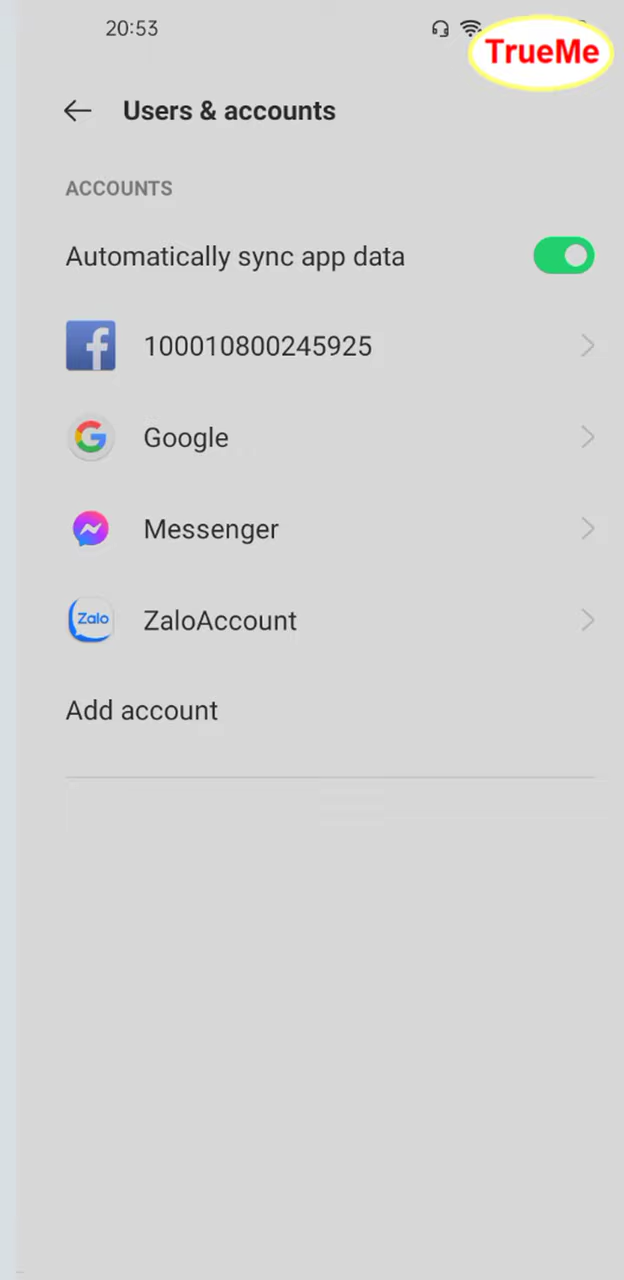 20:53
TrueMe
Users & accounts
ACCOUNTS
Automatically sync app data
100010800245925
Google
Messenger
Zalo
ZaloAccount
Add account